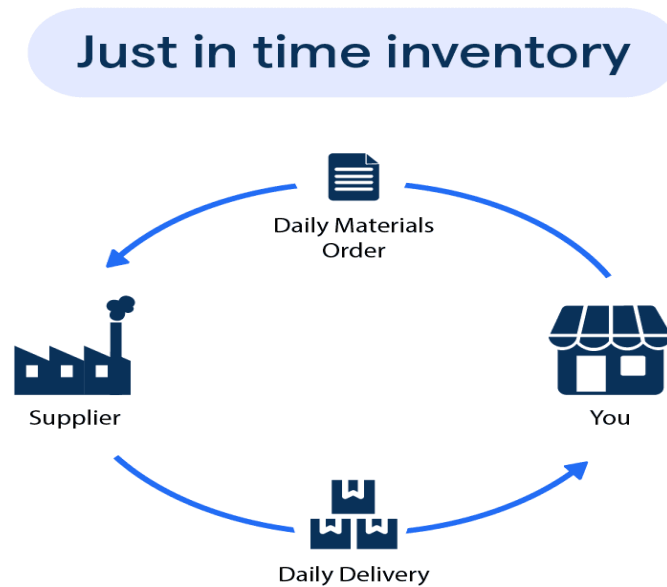 Just in time inventory
Daily Materials
Order
Supplier
You
Daily Delivery